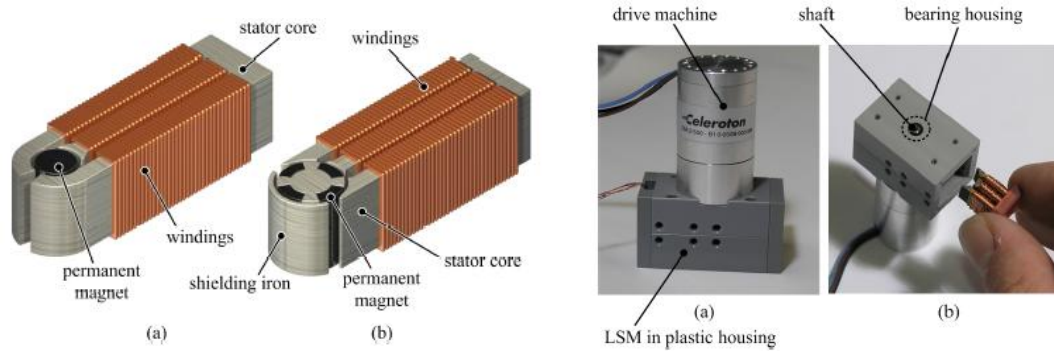 stator core
windings
windings
permanent
magnet
shielding iron
permanent
magnet
stator core
(a)
(b)
drive machine
shaft
bearing housing
Celeroton
LSM in plastic housing
(a)
(b)